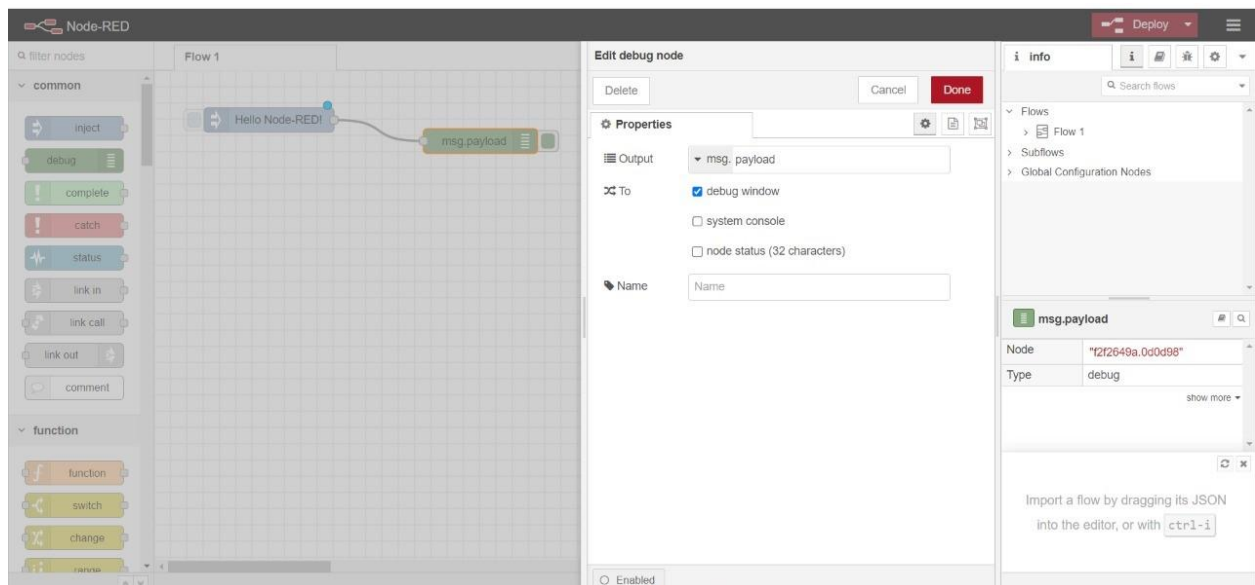 Node-RED
Deploy
filter nodes
common
inject
debug
complete
catch
status
link in
link call
link out
comment
function
function
switch
change
range
Flow 1
Hello Node-RED!
msg.payload
Edit debug node
Delete
Cancel
Done
Properties
Output
msg. payload
To
debug window
system console
node status (32 characters)
Name
Name
Enabled
i info
i
Search flows
Flows
Flow 1
Subflows
Global Configuration Nodes
msg.payload
Node "f2f2649a.0d0d98"
Type debug
show more
Import a flow by dragging its JSON
into the editor, or with ctrl-i